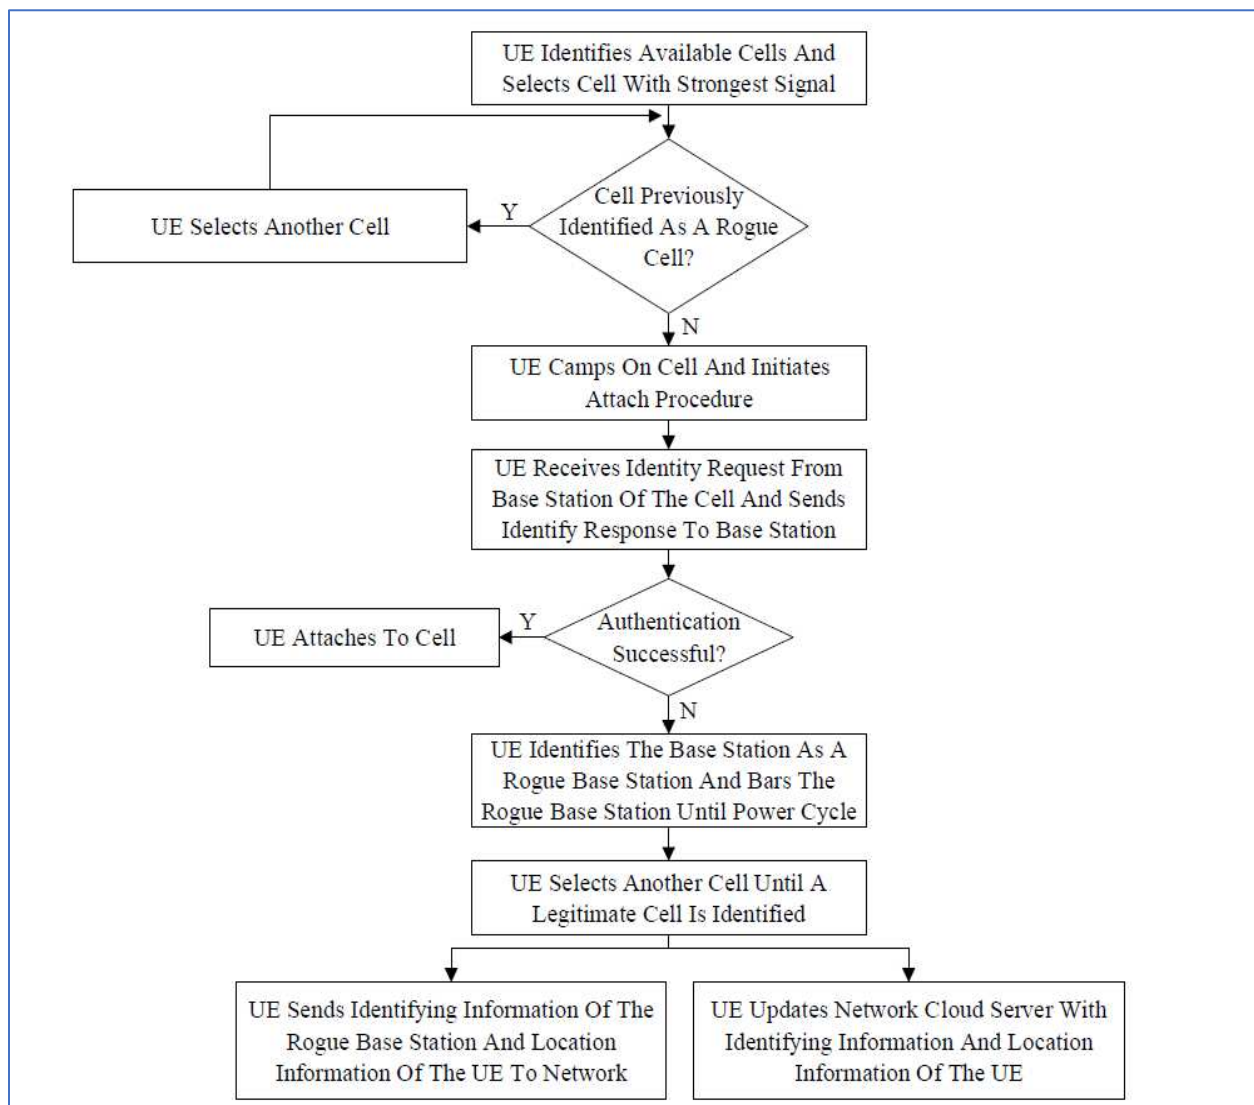 UE Identifies Available Cells And
Selects Cell With Strongest Signal
Cell Previously
Identified As A Rogue
Cell?
Y
UE Selects Another Cell
N
UE Camps On Cell And Initiates
Attach Procedure
UE Receives Identity Request From
Base Station Of The Cell And Sends
Identify Response To Base Station
Authentication
Successful?
Y
UE Attaches To Cell
N
UE Identifies The Base Station As A
Rogue Base Station And Bars The
Rogue Base Station Until Power Cycle
UE Selects Another Cell Until A
Legitimate Cell Is Identified
UE Sends Identifying Information Of The
Rogue Base Station And Location
Information Of The UE To Network
UE Updates Network Cloud Server With
Identifying Information And Location
Information Of The UE